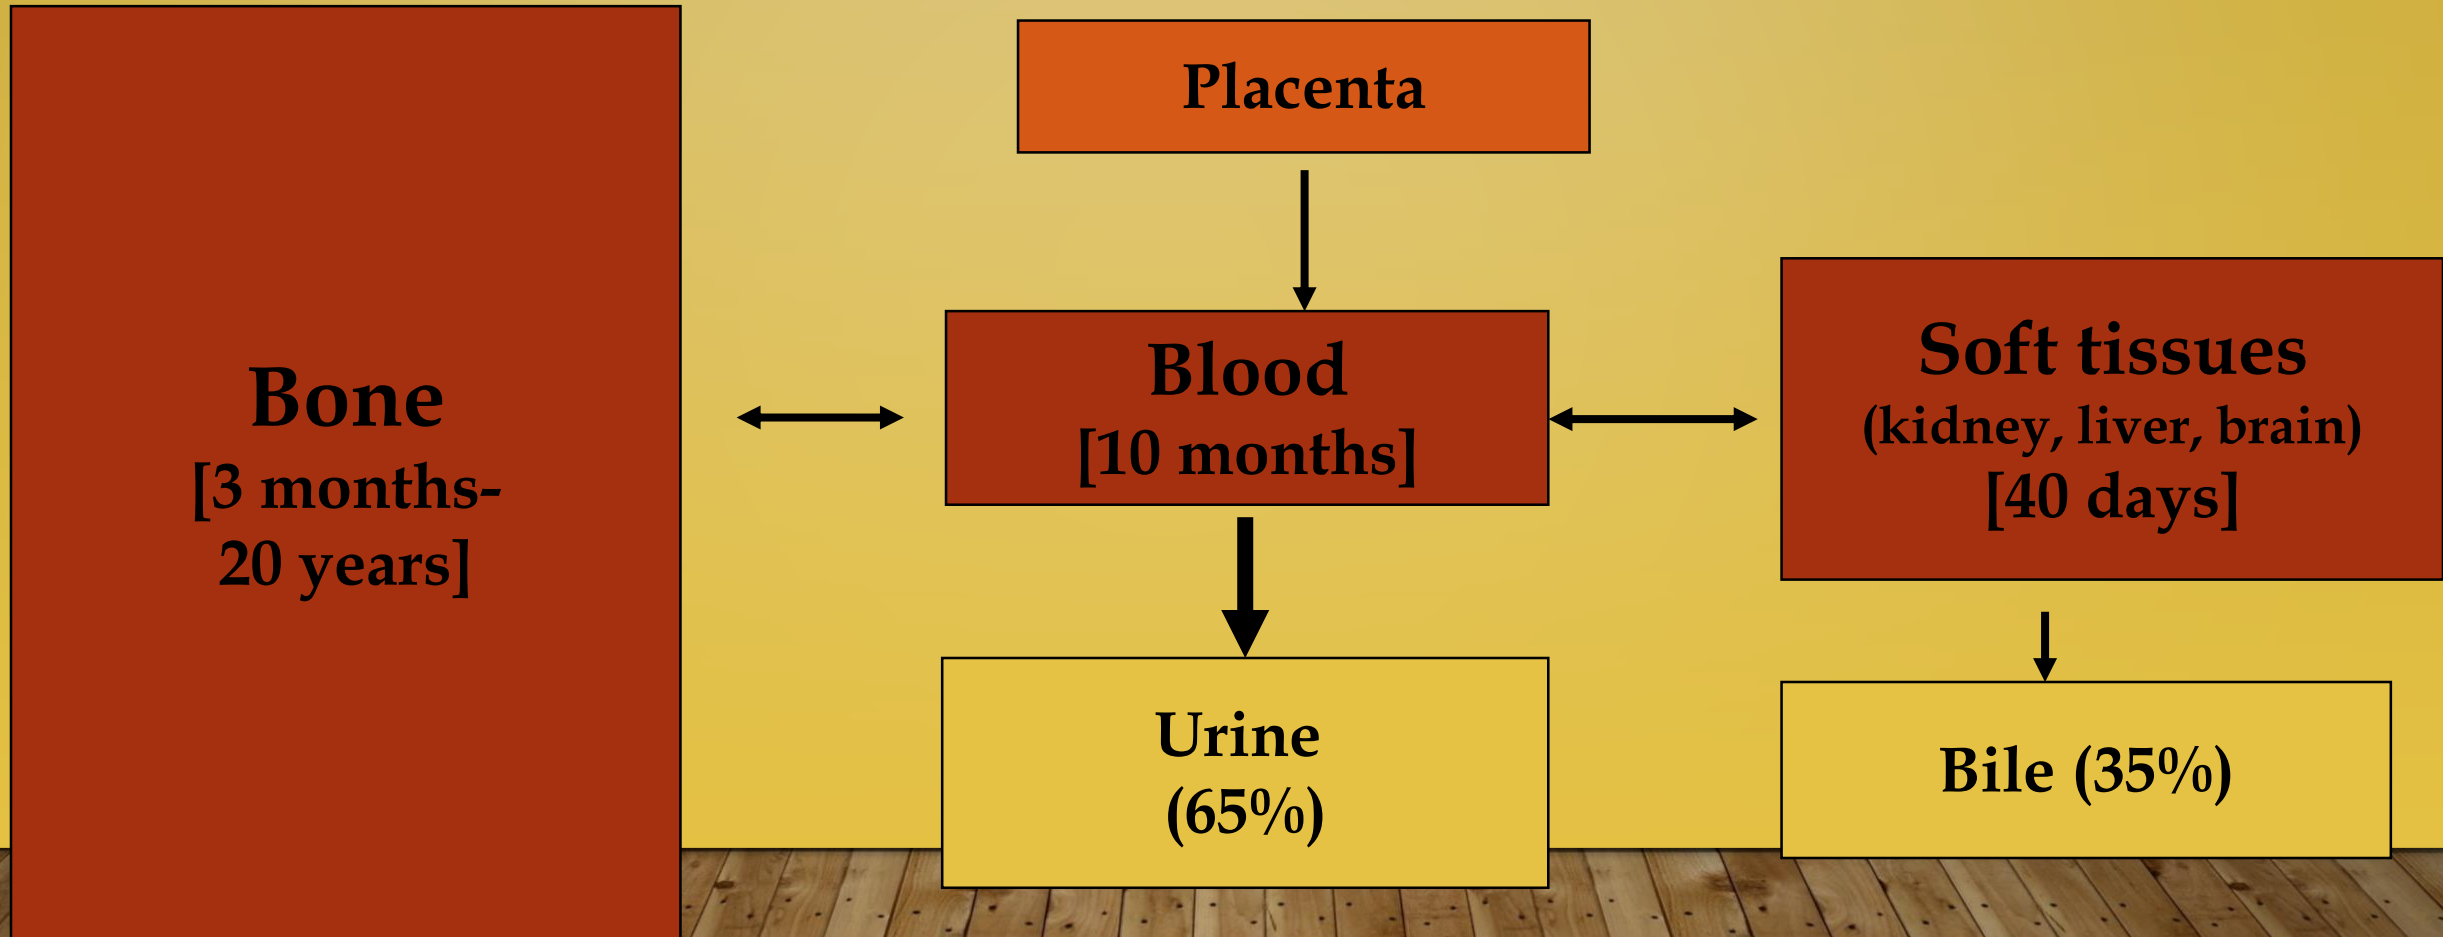 Placenta
Bone
[3 months-
20 years]
Blood
[10 months]
Soft tissues
(kidney, liver, brain)
[40 days]
Urine
(65%)
Bile (35%)